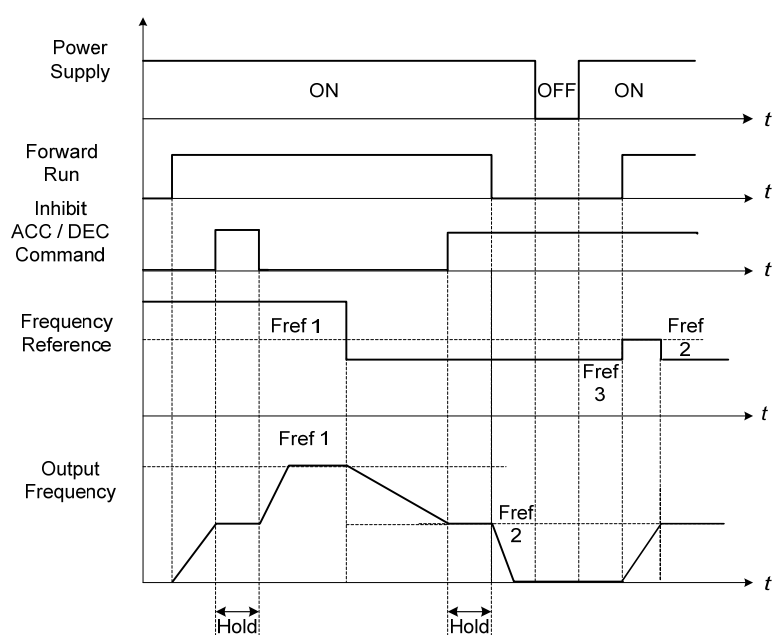 Power
Supply
ON
OFF
ON
t
Forward
Run
t
Inhibit
ACC / DEC
Command
t
Frequency
Reference
Fref 1
Fref
2
Fref
3
t
Fref 1
Output
Frequency
Fref
2
t
Hold
Hold